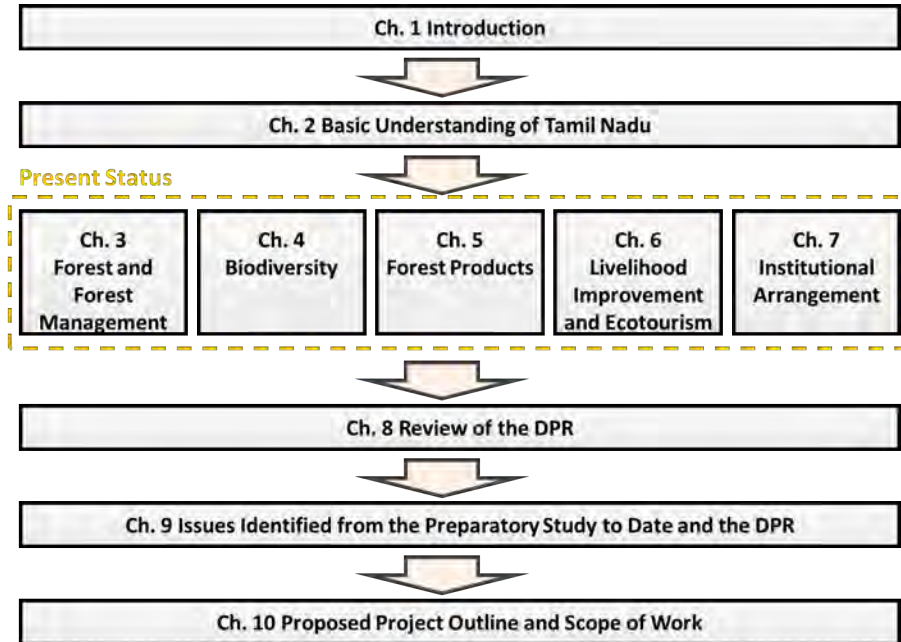 Ch. 1 Introduction
Ch. 2 Basic Understanding of Tamil Nadu
Present Status
Ch. 3
Forest and
Forest
Management
Ch. 4
Biodiversity
Ch. 5
Forest Products
Ch. 6
Livelihood
Improvement
and Ecotourism
Ch. 7
Institutional
Arrangement
Ch. 8 Review of the DPR
Ch. 9 Issues Identified from the Preparatory Study to Date and the DPR
Ch. 10 Proposed Project Outline and Scope of Work